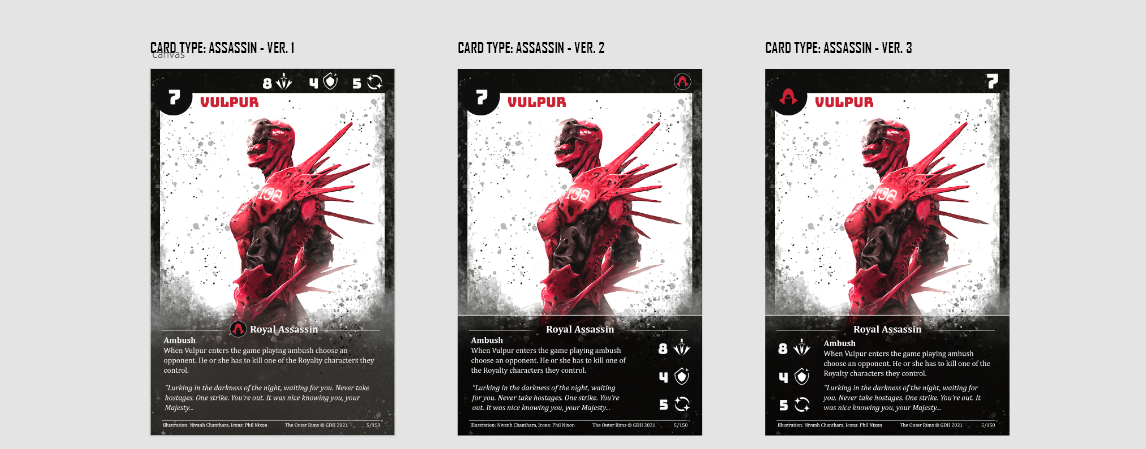 CARD TYPE: ASSASSIN - VER. 1
canvas
8 4 5
7
VULPUR
138
Royal Assassin
Ambush
When Vulpur enters the game playing ambush choose an
opponent. He or she has to kill one of the Royalty characters they
control.
"Lurking in the darkness of the night, waiting for you. Never take
hostages. One strike. You're out. It was nice knowing you, your
Majesty...
Illustration: Niranh Chanthara, Icons: Phil Nixon The Outer Rims © GDH 2021 5/150
CARD TYPE: ASSASSIN - VER. 2
7
VULPUR
138
Royal Assassin
Ambush
When Vulpur enters the game playing ambush
choose an opponent. He or she has to kill one of
the Royalty characters they control.
"Lurking in the darkness of the night, waiting
for you. Never take hostages. One strike. You're
out. It was nice knowing you, your Majesty...
8
4
5
Illustration: Niranh Chanthara, Icons: Phil Nixon The Outer Rims © GDH 2021 5/150
CARD TYPE: ASSASSIN - VER. 3
7
VULPUR
138
Royal Assassin
8
4
5
Ambush
When Vulpur enters the game playing ambush
choose an opponent. He or she has to kill one of the
Royalty characters they control.
"Lurking in the darkness of the night, waiting for
you. Never take hostages. One strike. You're out. It
was nice knowing you, your Majesty...
Illustration: Niranh Chanthara, Icons: Phil Nixon The Outer Rims © GDH 2021 5/150